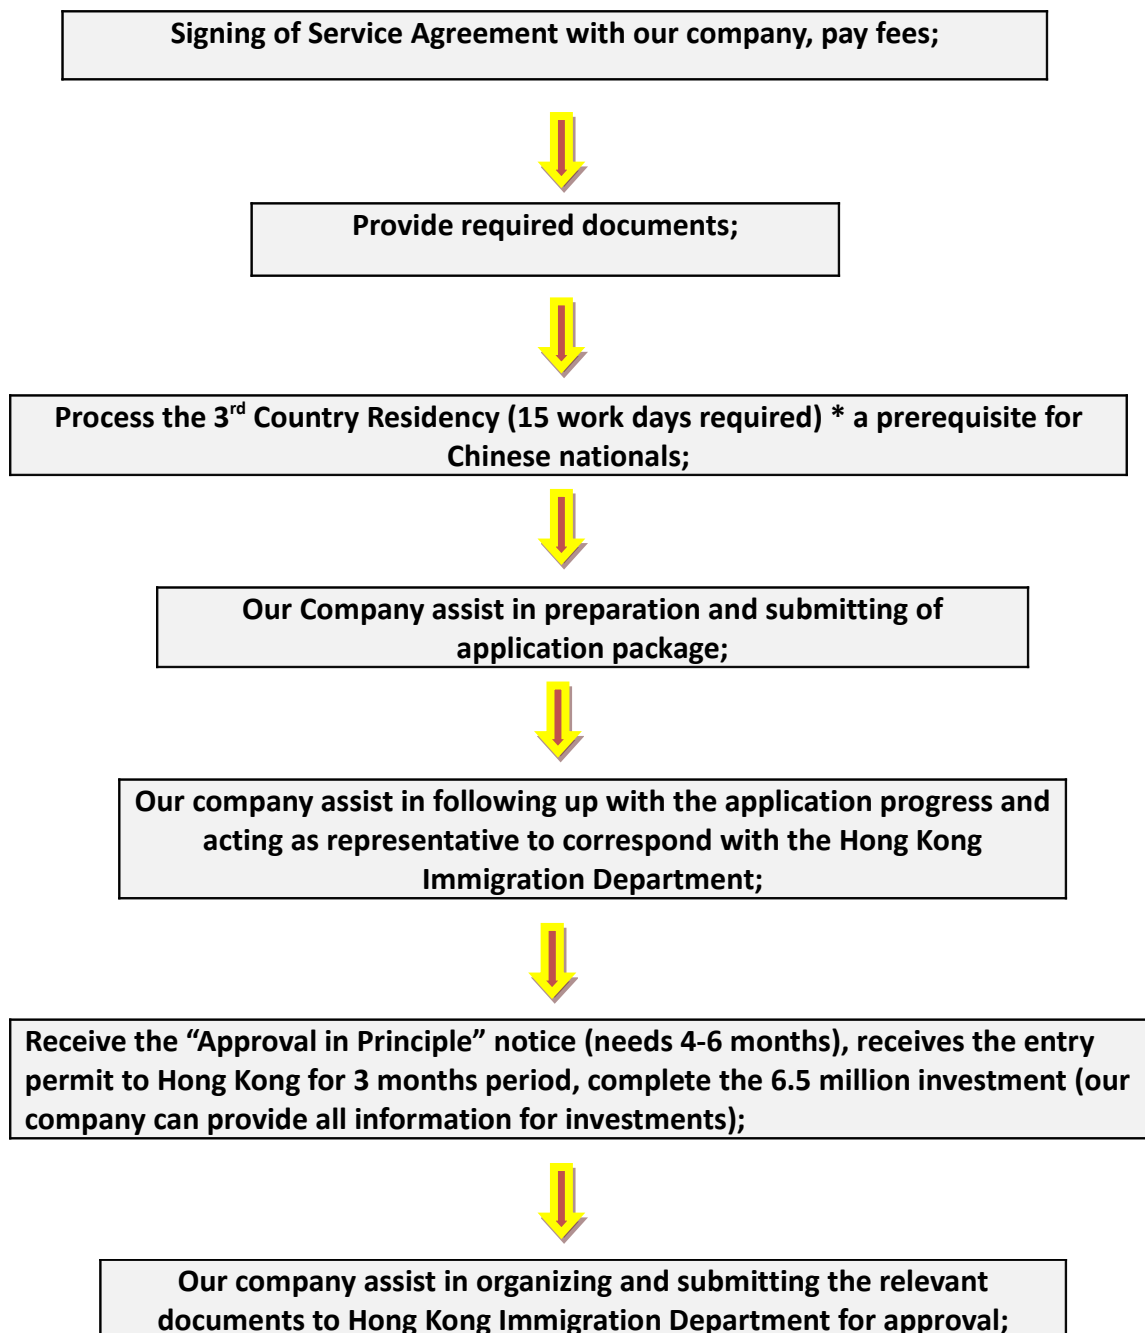 Signing of Service Agreement with our company, pay fees;
Provide required documents;
Process the 3rd Country Residency (15 work days required) * a prerequisite for
Chinese nationals;
Our Company assist in preparation and submitting of
application package;
Our company assist in following up with the application progress and
acting as representative to correspond with the Hong Kong
Immigration Department;
Receive the “Approval in Principle” notice (needs 4-6 months), receives the entry
permit to Hong Kong for 3 months period, complete the 6.5 million investment (our
company can provide all information for investments);
Our company assist in organizing and submitting the relevant
documents to Hong Kong Immigration Department for approval;